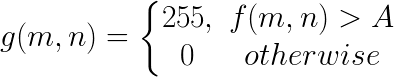 g(m, n) = { 255, f(m, n) > A
0 otherwise